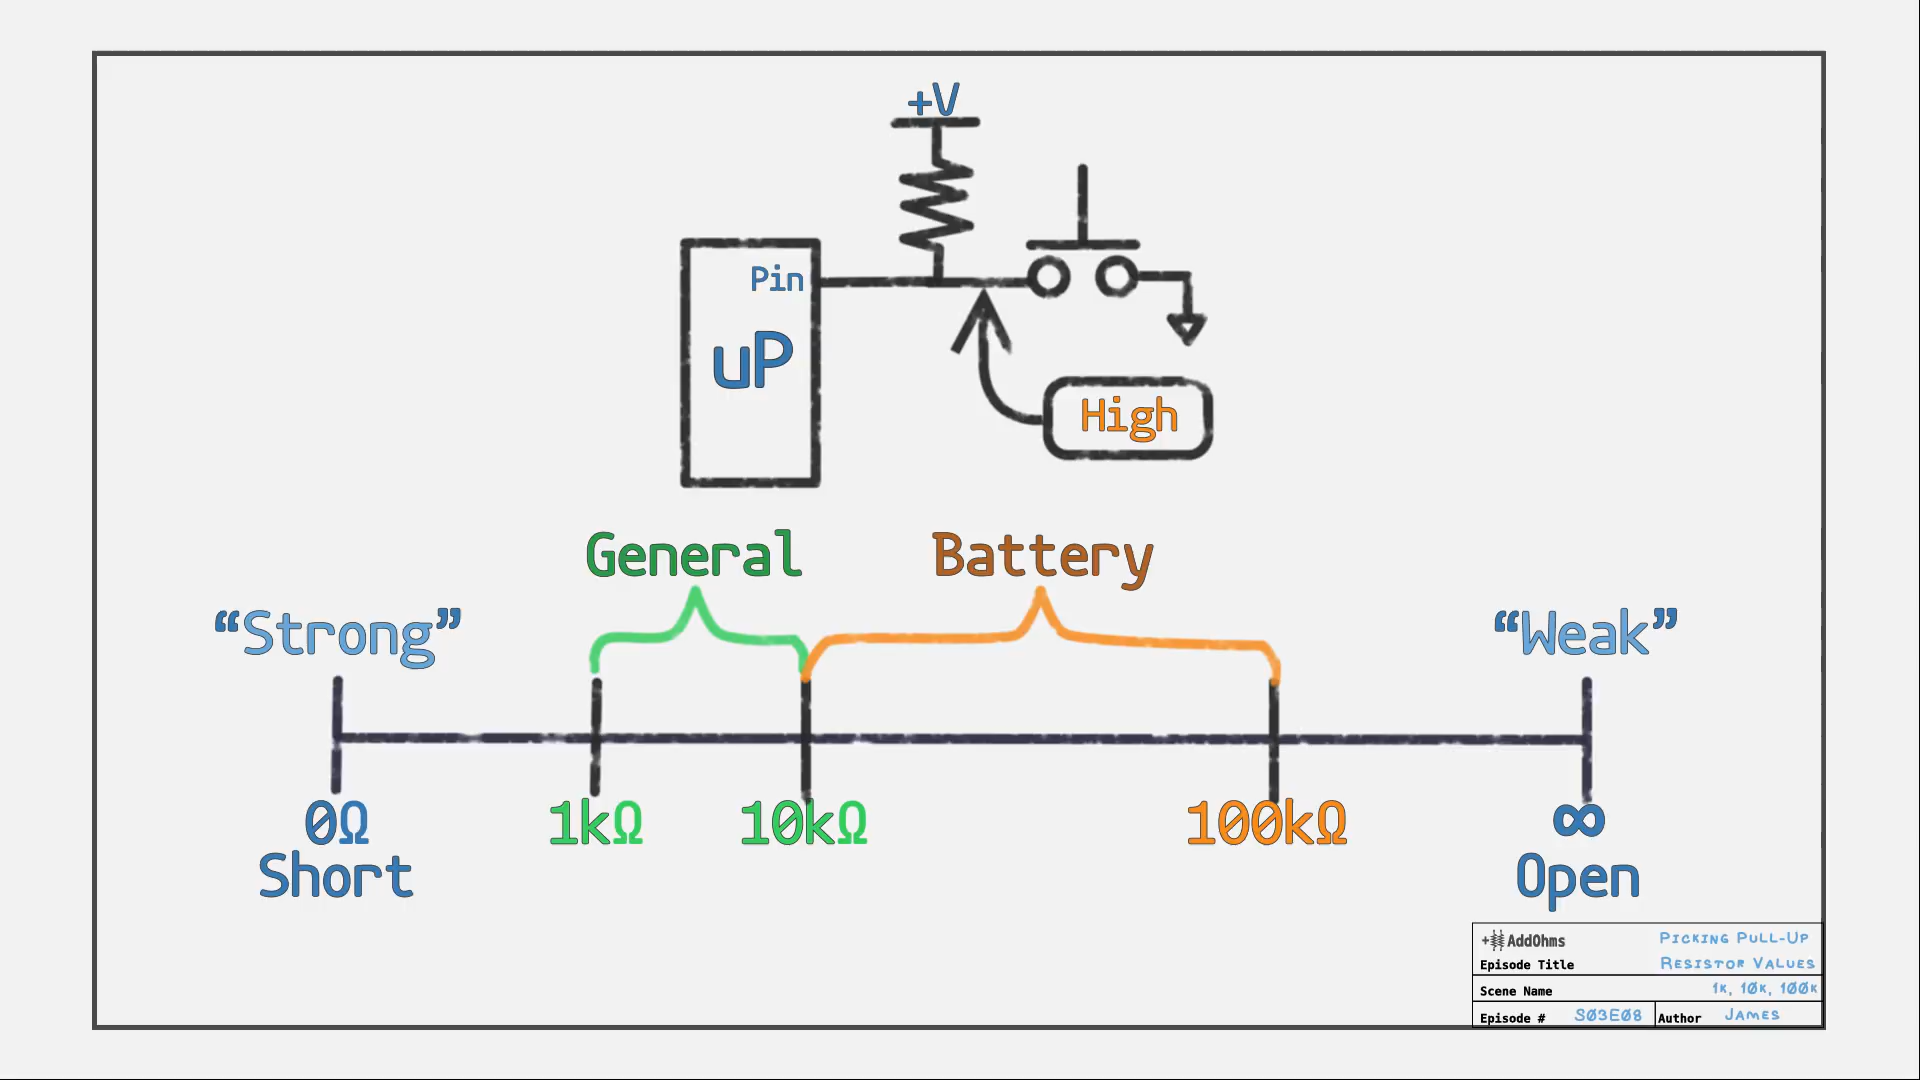 +V
Pin
uP
High
General
Battery
“Strong”
“Weak”
0Ω
1kΩ
10kΩ
100kΩ
∞
Short
Open
+ AddOhms
Episode Title
Picking Pull-Up
Resistor Values
Scene Name
1k, 10k, 100k
Episode #
S03E08
Author
James